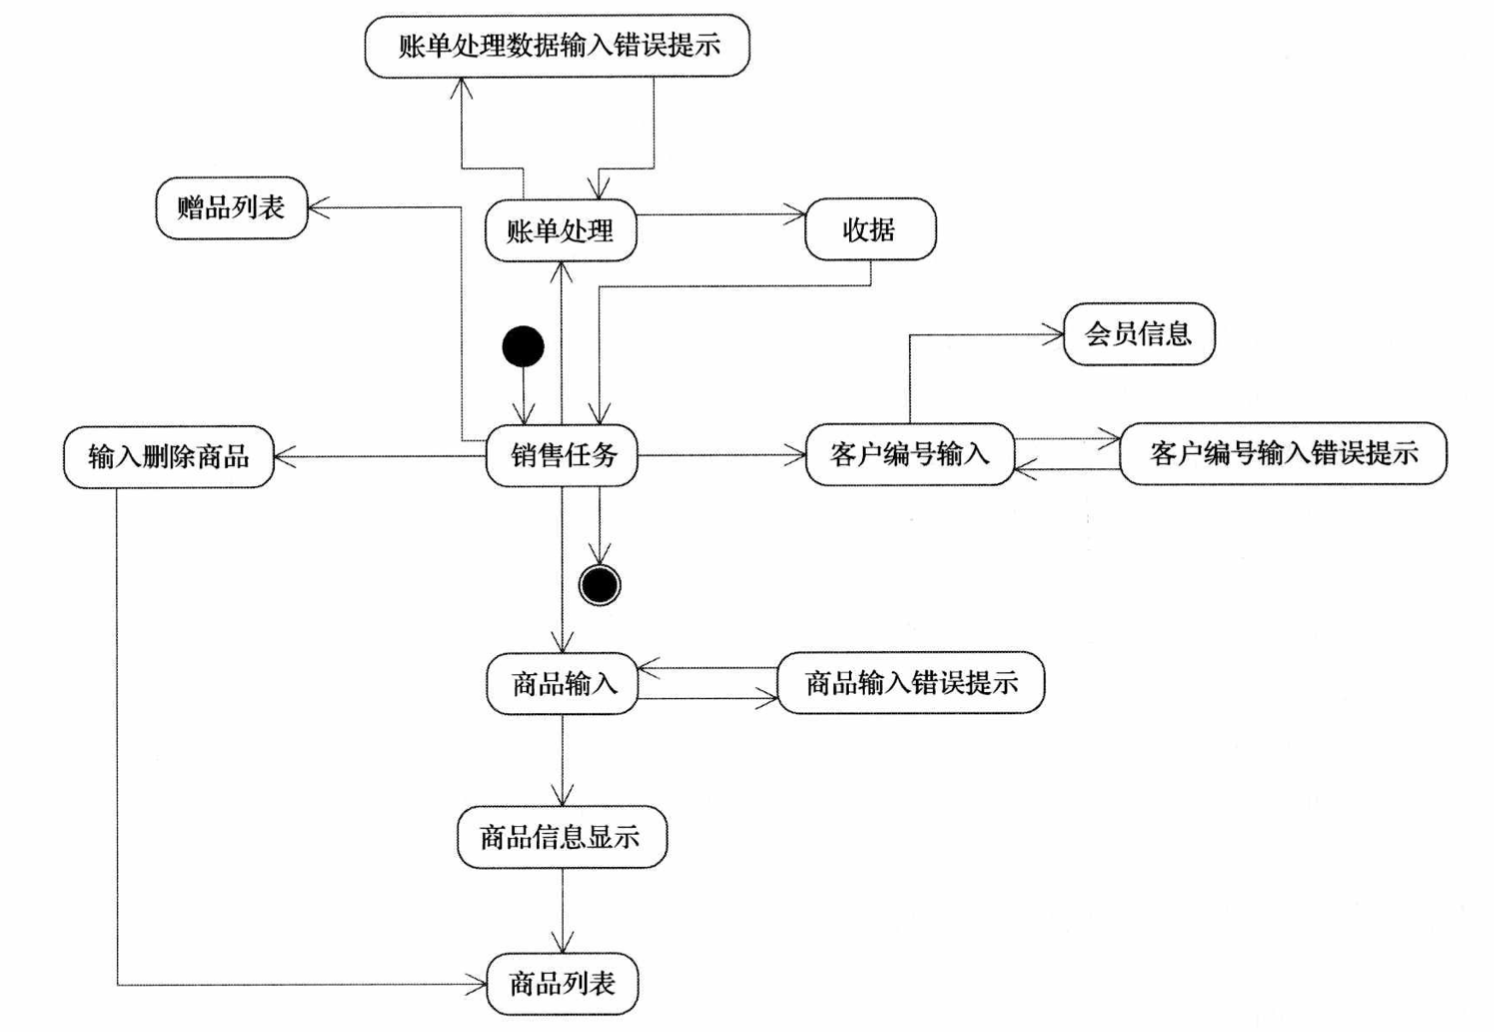 账单处理数据输入错误提示
赠品列表
账单处理
收据
会员信息
输入删除商品
销售任务
客户编号输入
客户编号输入错误提示
商品输入
商品输入错误提示
商品信息显示
商品列表